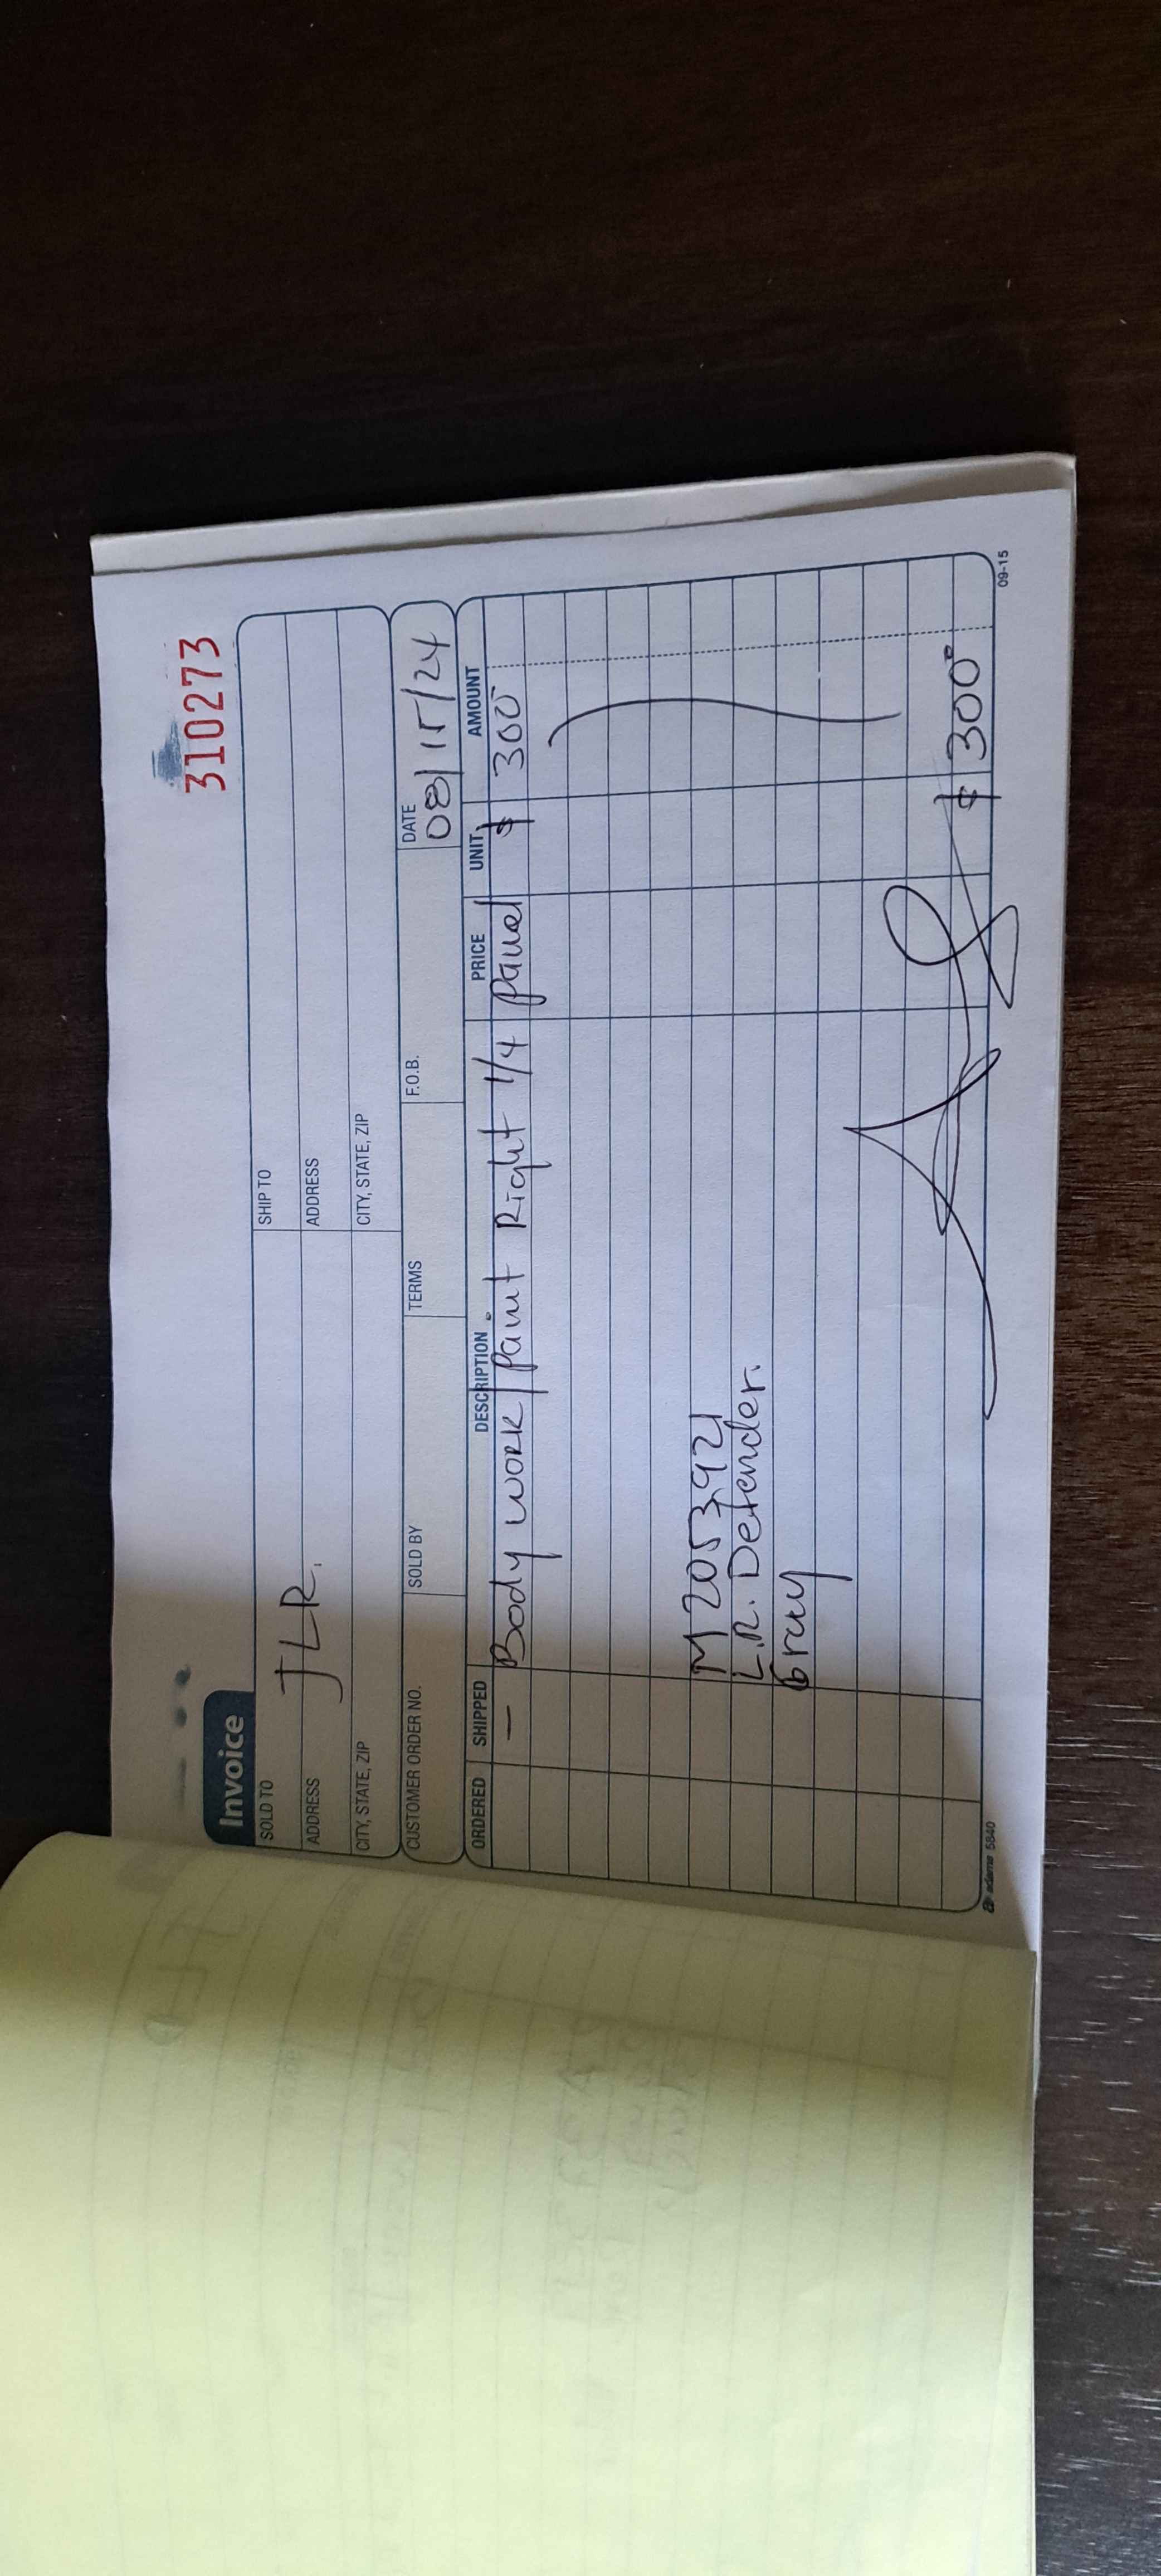 310273
Invoice
SOLD TO JLR. SHIP TO
ADDRESS ADDRESS
CITY, STATE, ZIP CITY, STATE, ZIP
CUSTOMER ORDER NO. SOLD BY TERMS F.O.B. DATE
08/15/24
ORDERED SHIPPED DESCRIPTION PRICE UNIT AMOUNT
— Body work/Paint Right 1/4 Panel $ 300
M2053921
L.R. Defender.
Gray
$ 300°
adams 5840 09-15